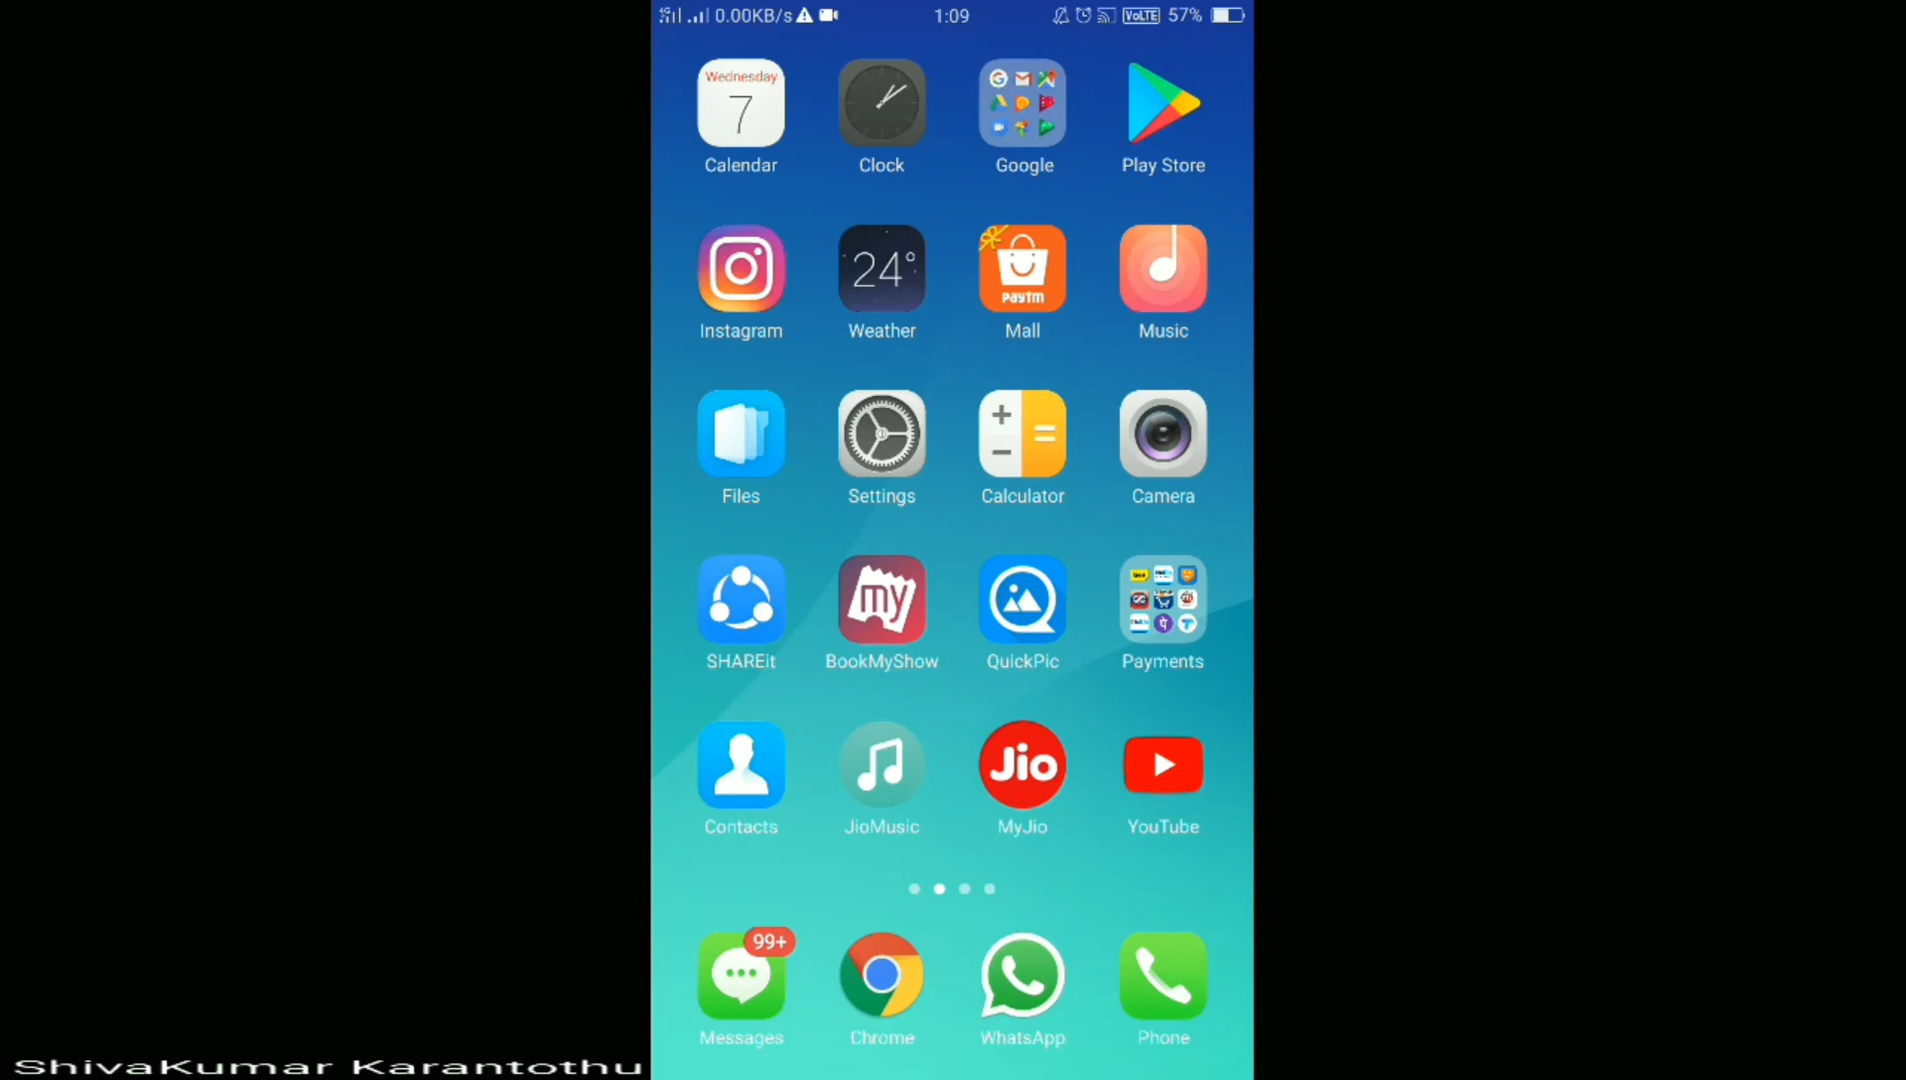 0.00KB/s 1:09 VoLTE 57%
Wednesday
7
Calendar Clock Google Play Store
24°
paytm
Instagram Weather Mall Music
Files Settings Calculator Camera
my
SHAREit BookMyShow QuickPic Payments
Jio
Contacts JioMusic MyJio YouTube
99+
Messages Chrome WhatsApp Phone
ShivaKumar Karantothu